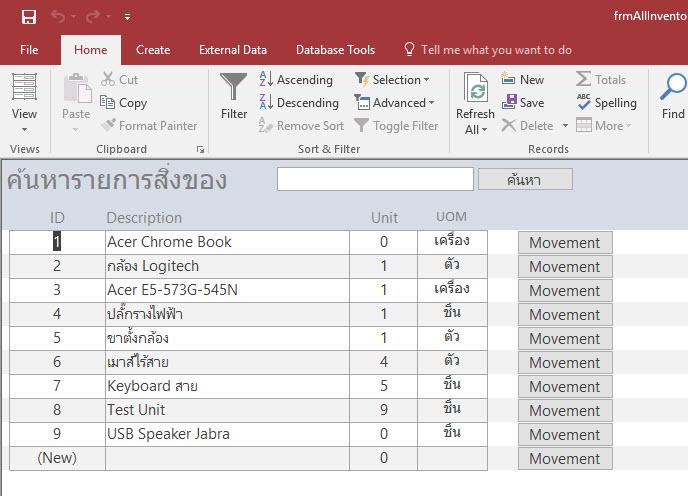 frmAllInvento
File Home Create External Data Database Tools Tell me what you want to do
View Paste Cut Copy Format Painter Filter Ascending Descending Remove Sort Selection Advanced Toggle Filter Refresh All New Save Delete Totals Spelling More Find
Views Clipboard Sort & Filter Records
ค้นหารายการสิ่งของ ค้นหา
ID Description Unit UOM
1 Acer Chrome Book 0 เครื่อง Movement
2 กล้อง Logitech 1 ตัว Movement
3 Acer E5-573G-545N 1 เครื่อง Movement
4 ปลั๊กรางไฟฟ้า 1 ชิ้น Movement
5 ขาตั้งกล้อง 1 ตัว Movement
6 เมาส์ไร้สาย 4 ตัว Movement
7 Keyboard สาย 5 ชิ้น Movement
8 Test Unit 9 ชิ้น Movement
9 USB Speaker Jabra 0 ชิ้น Movement
(New) 0 Movement